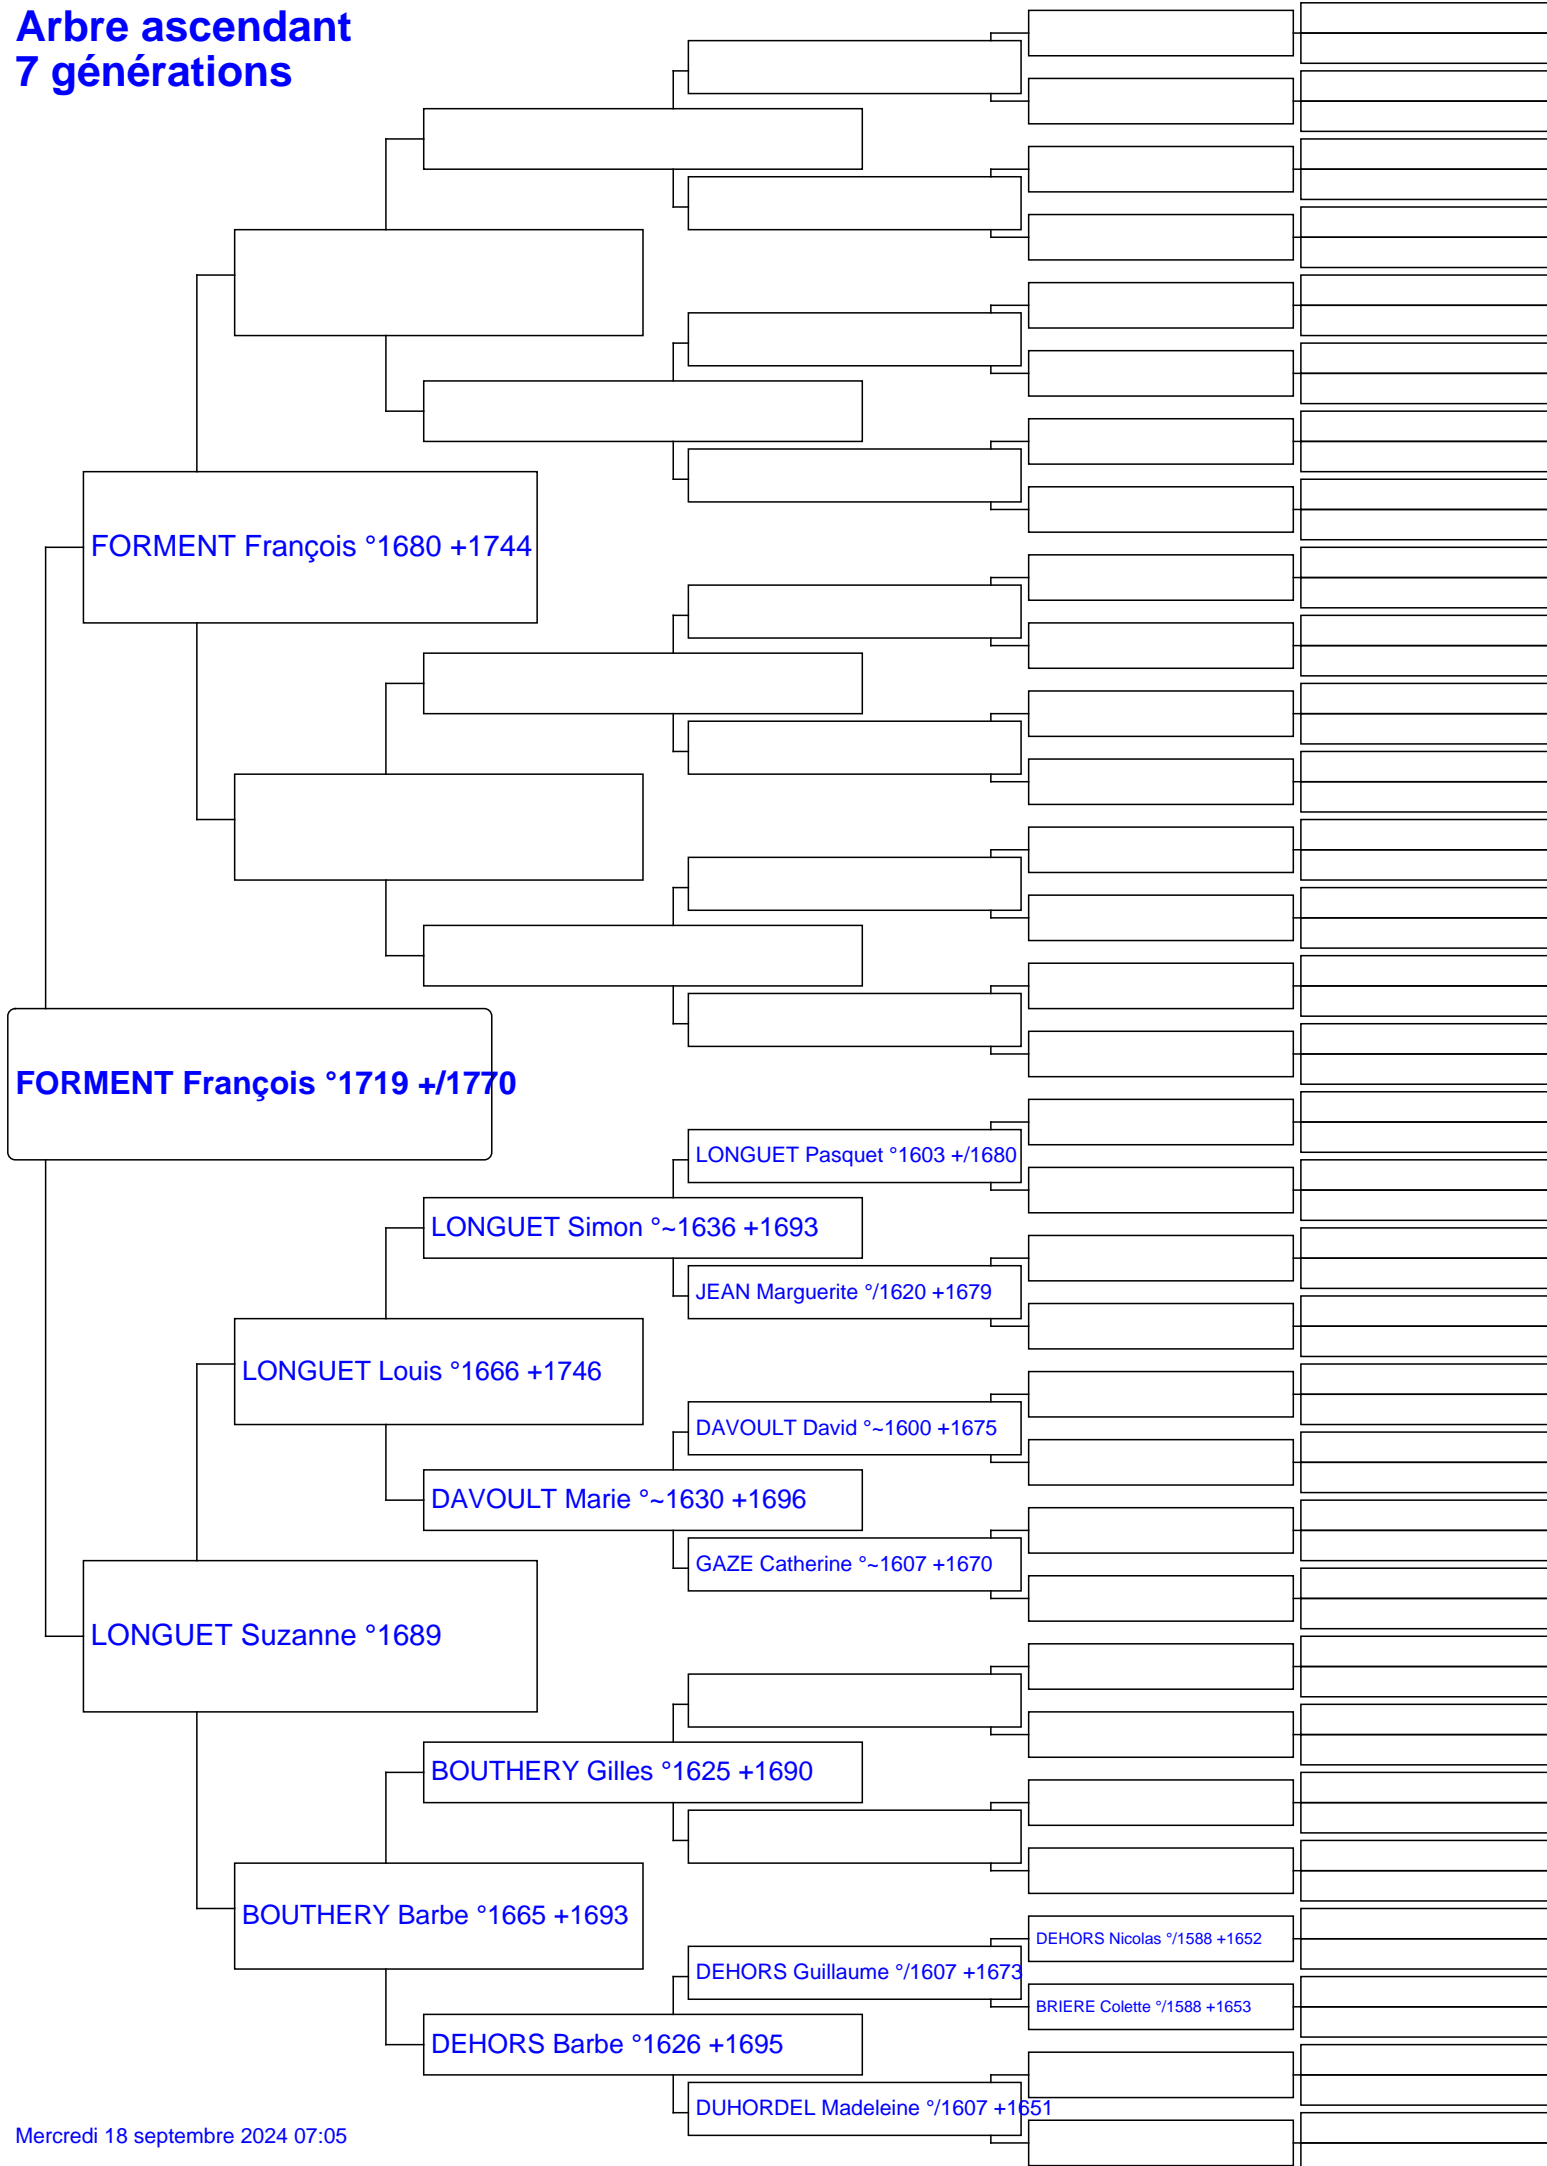 Arbre ascendant
7 générations
FORMENT François °1680 +1744
FORMENT François °1719 +/1770
LONGUET Pasquet °1603 +/1680
LONGUET Simon °~1636 +1693
JEAN Marguerite °/1620 +1679
LONGUET Louis °1666 +1746
DAVOULT David °~1600 +1675
DAVOULT Marie °~1630 +1696
GAZE Catherine °~1607 +1670
LONGUET Suzanne °1689
BOUTHERY Gilles °1625 +1690
BOUTHERY Barbe °1665 +1693
DEHORS Nicolas °/1588 +1652
DEHORS Guillaume °/1607 +1673
BRIERE Colette °/1588 +1653
DEHORS Barbe °1626 +1695
DUHORDEL Madeleine °/1607 +1651
Mercredi 18 septembre 2024 07:05